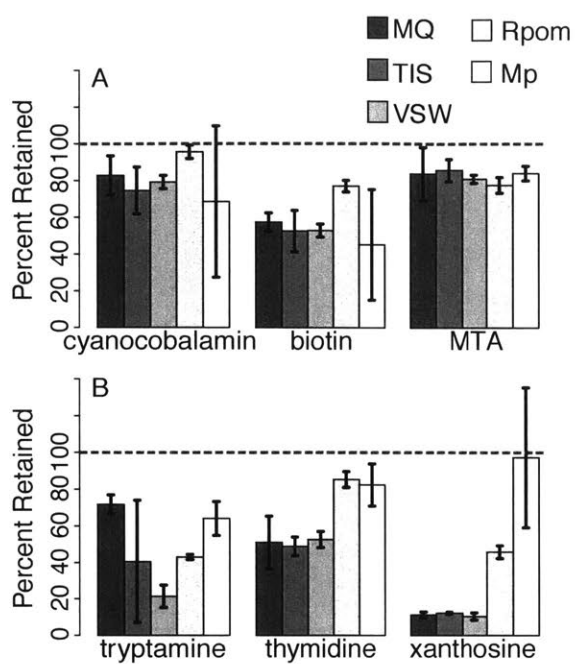 MQ Rpom
TIS Mp
VSW
A
Percent Retained
0 20 40 60 80 100
cyanocobalamin biotin MTA
B
Percent Retained
0 20 40 60 80 100
tryptamine thymidine xanthosine